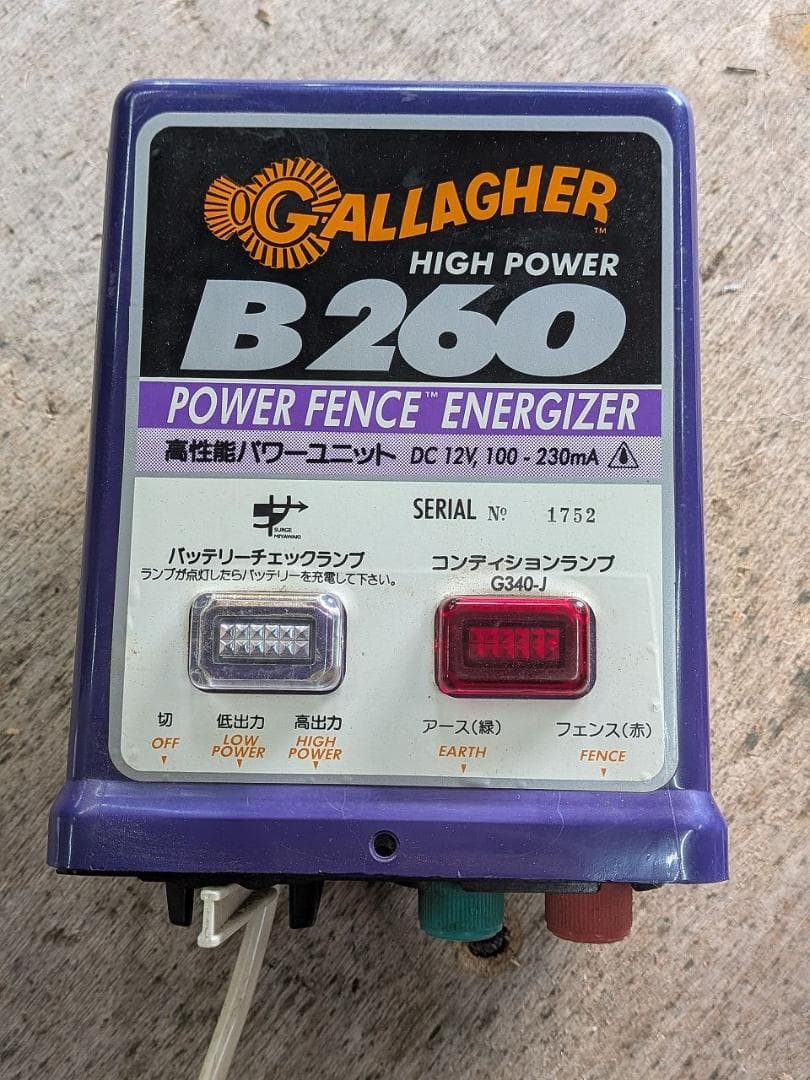 GALLAGHER™
HIGH POWER
B260
POWER FENCE™ ENERGIZER
高性能パワーユニット DC 12V, 100 - 230mA
SURGE
MIYAWAKI
SERIAL № 1752
バッテリーチェックランプ
ランプが点灯したらバッテリーを充電して下さい。
コンディションランプ
G340-J
切 低出力 高出力 アース(緑) フェンス(赤)
OFF LOW POWER HIGH POWER EARTH FENCE